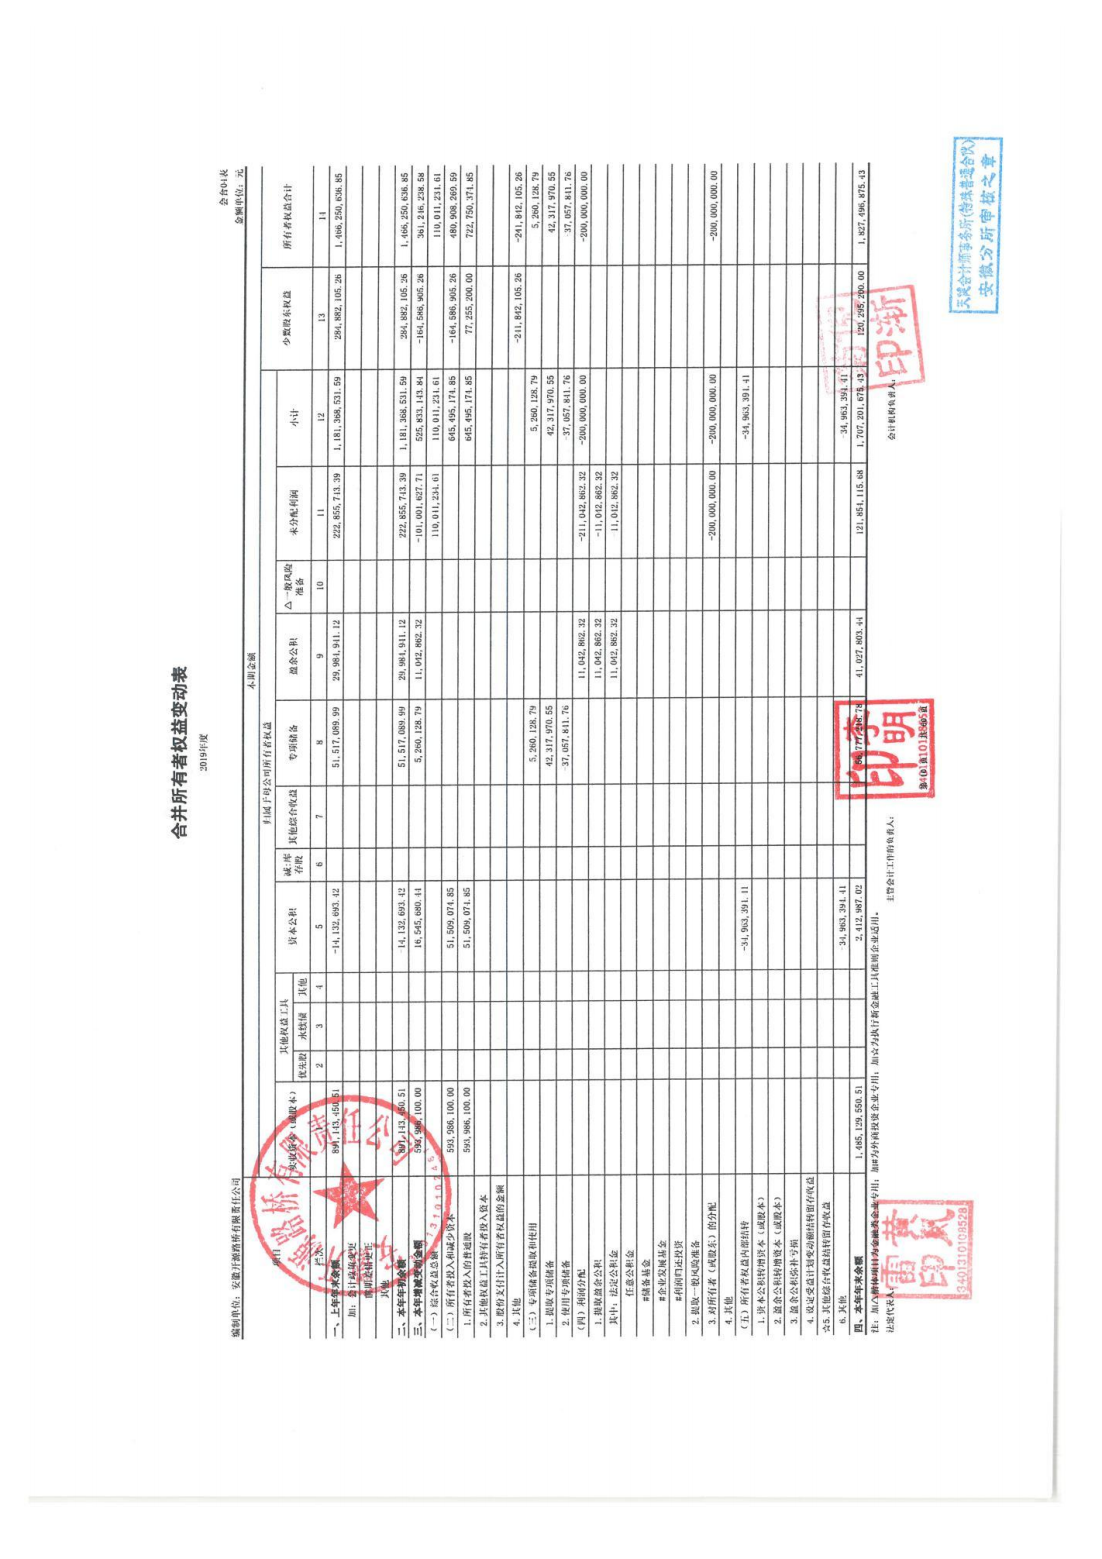 合并所有者权益变动表
2019年度
会合04表
编制单位：安徽开源路桥有限责任公司 金额单位：元
本期金额
归属于母公司所有者权益
项目 实收资本（或股本） 其他权益工具 资本公积 减：库存股 其他综合收益 专项储备 盈余公积 △一般风险准备 未分配利润 小计 少数股东权益 所有者权益合计
优先股 永续债 其他
栏次 2 3 4 5 6 7 8 9 10 11 12 13 14
一、上年年末余额 891,143,450.51 -14,132,693.42 51,517,089.99 29,984,941.12 222,855,743.39 1,181,368,531.59 284,882,105.26 1,466,250,636.85
加：会计政策变更
前期差错更正
其他
二、本年年初余额 891,143,450.51 -14,132,693.42 51,517,089.99 29,984,941.12 222,855,743.39 1,181,368,531.59 284,882,105.26 1,466,250,636.85
三、本年增减变动金额 593,986,100.00 16,545,680.44 5,260,128.79 11,042,862.32 -101,001,627.71 525,833,143.84 -164,586,905.26 361,246,238.58
（一）综合收益总额 110,041,234.61 110,041,234.61 110,041,234.61
（二）所有者投入和减少资本 593,986,100.00 51,509,074.85 645,495,174.85 -164,586,905.26 480,908,269.59
1.所有者投入的普通股 593,986,100.00 51,509,074.85 645,495,174.85 77,255,200.00 722,750,374.85
2.其他权益工具持有者投入资本
3.股份支付计入所有者权益的金额
4.其他 -241,842,105.26 -241,842,105.26
（三）专项储备提取和使用 5,260,128.79 5,260,128.79 5,260,128.79
1.提取专项储备 42,317,970.55 42,317,970.55 42,317,970.55
2.使用专项储备 -37,057,841.76 -37,057,841.76 -37,057,841.76
（四）利润分配 11,042,862.32 -211,042,862.32 -200,000,000.00 -200,000,000.00
1.提取盈余公积 11,042,862.32 -11,042,862.32
其中：法定公积金 11,042,862.32 11,042,862.32
任意公积金
#储备基金
#企业发展基金
#利润归还投资
2.提取一般风险准备
3.对所有者（或股东）的分配 -200,000,000.00 -200,000,000.00 -200,000,000.00
4.其他
（五）所有者权益内部结转 -34,963,394.41 -34,963,394.41
1.资本公积转增资本（或股本）
2.盈余公积转增资本（或股本）
3.盈余公积弥补亏损
4.设定受益计划变动额结转留存收益
☆5.其他综合收益结转留存收益
6.其他 -34,963,394.41 -34,963,394.41
四、本年年末余额 1,485,129,550.51 2,412,987.02 56,777,218.78 41,027,803.44 121,854,115.68 1,707,201,675.43 120,295,200.00 1,827,496,875.43
注：加△楷体项目为金融类企业专用；加#为外商投资企业专用；加☆为执行新金融工具准则企业适用。
法定代表人： 主管会计工作的负责人： 会计机构负责人：
雷黄印
3401310108528
李明印
印渐
天职会计师事务所(特殊普通合伙)
安徽分所审核之章